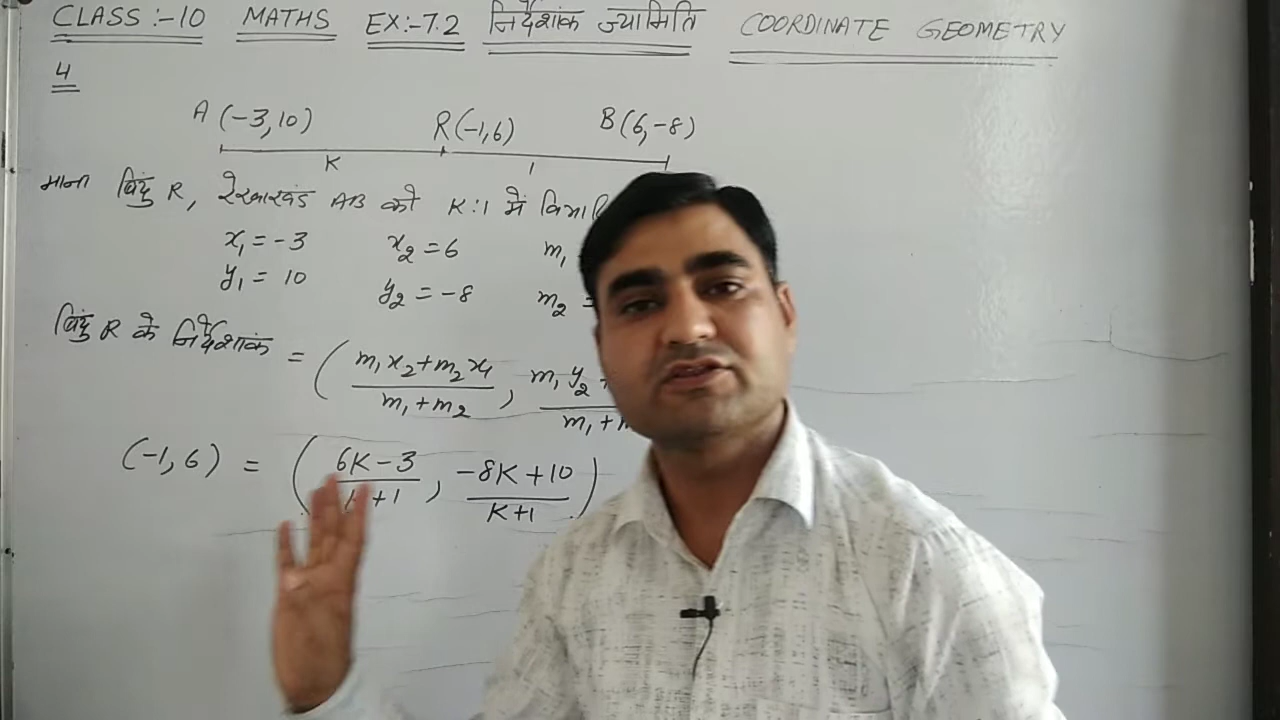 CLASS :- 10 MATHS EX:- 7.2 निर्देशांक ज्यामिति COORDINATE GEOMETRY
4
A (-3, 10) R (-1, 6) B (6, -8)
K 1
माना बिंदु R, रेखाखंड AB को K:1 में
x₁ = -3 x₂ = 6 m₁
y₁ = 10 y₂ = -8 m₂ =
बिंदु R के निर्देशांक = ( m₁x₂ + m₂x₁ / m₁ + m₂ , m₁y₂ + / m₁ +
(-1, 6) = ( 6K - 3 / K + 1 , -8K + 10 / K + 1 )